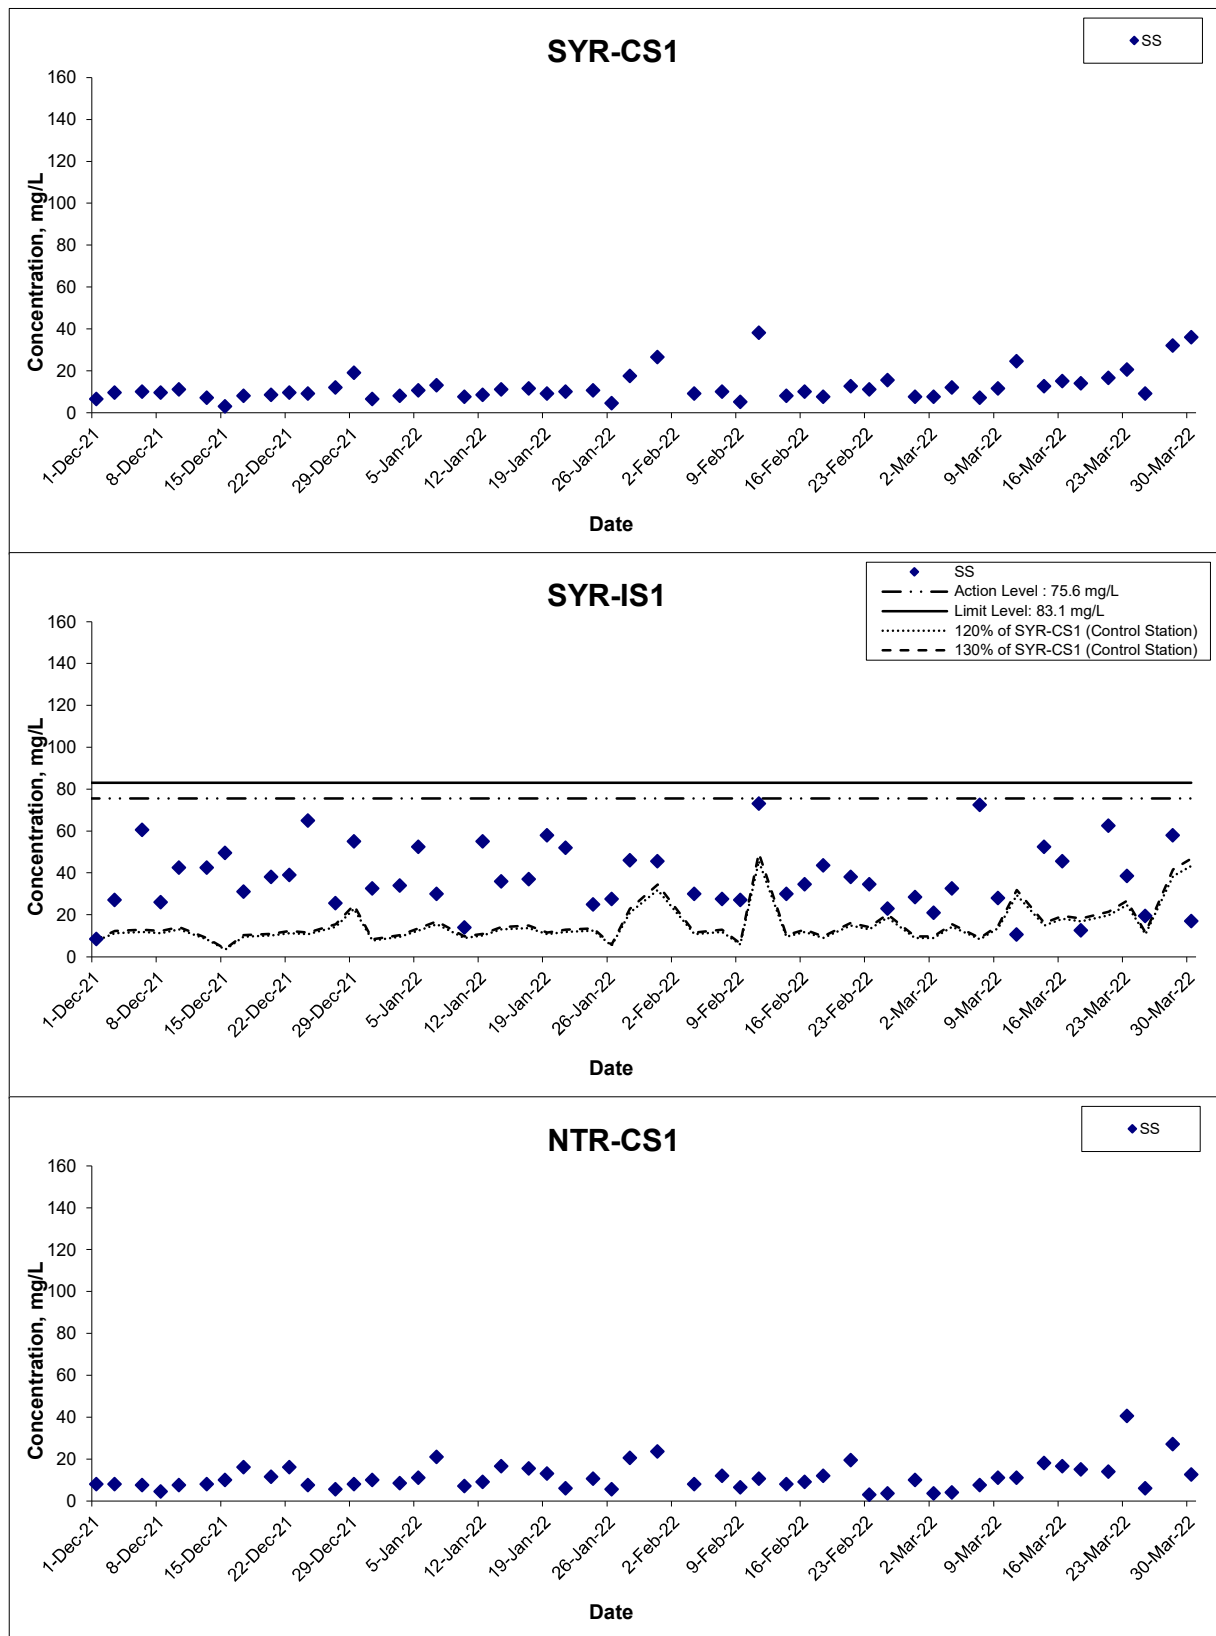 SYR-CS1
SS
Concentration, mg/L
160
140
120
100
80
60
40
20
0
1-Dec-21
8-Dec-21
15-Dec-21
22-Dec-21
29-Dec-21
5-Jan-22
12-Jan-22
19-Jan-22
26-Jan-22
2-Feb-22
9-Feb-22
16-Feb-22
23-Feb-22
2-Mar-22
9-Mar-22
16-Mar-22
23-Mar-22
30-Mar-22
Date
SYR-IS1
SS
Action Level : 75.6 mg/L
Limit Level: 83.1 mg/L
120% of SYR-CS1 (Control Station)
130% of SYR-CS1 (Control Station)
Concentration, mg/L
160
140
120
100
80
60
40
20
0
1-Dec-21
8-Dec-21
15-Dec-21
22-Dec-21
29-Dec-21
5-Jan-22
12-Jan-22
19-Jan-22
26-Jan-22
2-Feb-22
9-Feb-22
16-Feb-22
23-Feb-22
2-Mar-22
9-Mar-22
16-Mar-22
23-Mar-22
30-Mar-22
Date
NTR-CS1
SS
Concentration, mg/L
160
140
120
100
80
60
40
20
0
1-Dec-21
8-Dec-21
15-Dec-21
22-Dec-21
29-Dec-21
5-Jan-22
12-Jan-22
19-Jan-22
26-Jan-22
2-Feb-22
9-Feb-22
16-Feb-22
23-Feb-22
2-Mar-22
9-Mar-22
16-Mar-22
23-Mar-22
30-Mar-22
Date